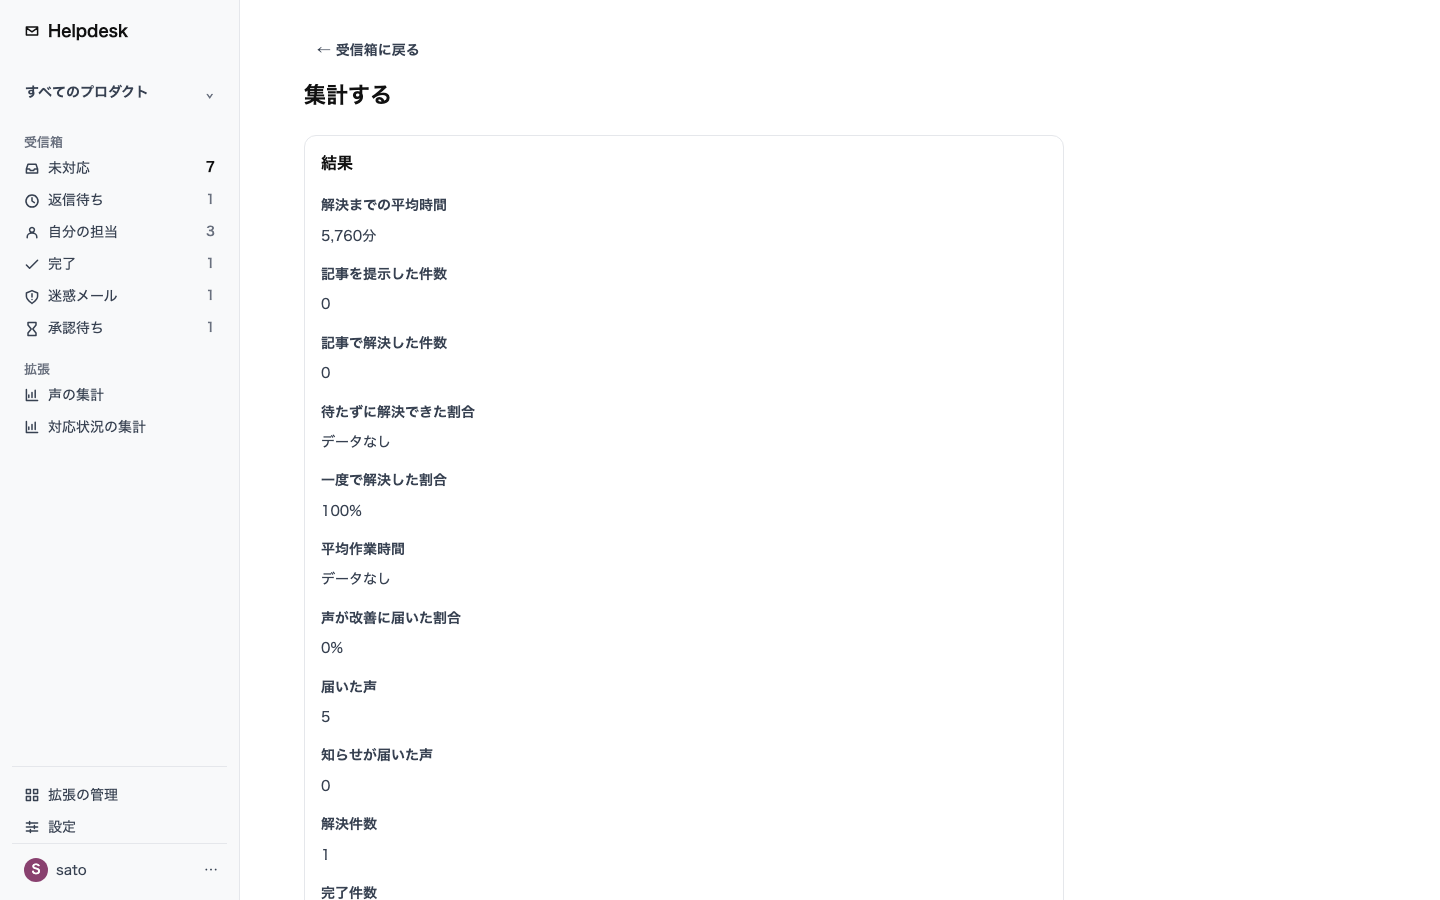 Helpdesk
すべてのプロダクト
受信箱
未対応 7
返信待ち 1
自分の担当 3
完了 1
迷惑メール 1
承認待ち 1
拡張
声の集計
対応状況の集計
拡張の管理
設定
S sato ...
← 受信箱に戻る
集計する
結果
解決までの平均時間
5,760分
記事を提示した件数
0
記事で解決した件数
0
待たずに解決できた割合
データなし
一度で解決した割合
100%
平均作業時間
データなし
声が改善に届いた割合
0%
届いた声
5
知らせが届いた声
0
解決件数
1
完了件数